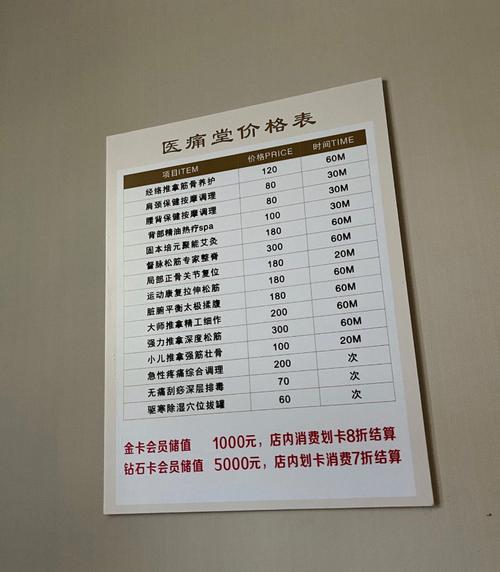 医痛堂价格表
项目ITEM 价格PRICE 时间TIME
经络推拿筋骨养护 120 60M
肩颈保健按摩调理 80 30M
腰背保健按摩调理 80 30M
背部精油热疗spa 100 30M
固本培元聚能艾灸 180 60M
督脉松筋专家整脊 300 60M
局部正骨关节复位 180 20M
运动康复拉伸松筋 180 60M
脏腑平衡太极揉腹 180 60M
大师推拿精工细作 200 60M
强力推拿深度松筋 300 60M
小儿推拿强筋壮骨 100 20M
急性疼痛综合调理 200 次
无痛刮痧深层排毒 70 次
驱寒除湿穴位拔罐 60 次
金卡会员储值 1000元，店内消费划卡8折结算
钻石卡会员储值 5000元，店内划卡消费7折结算